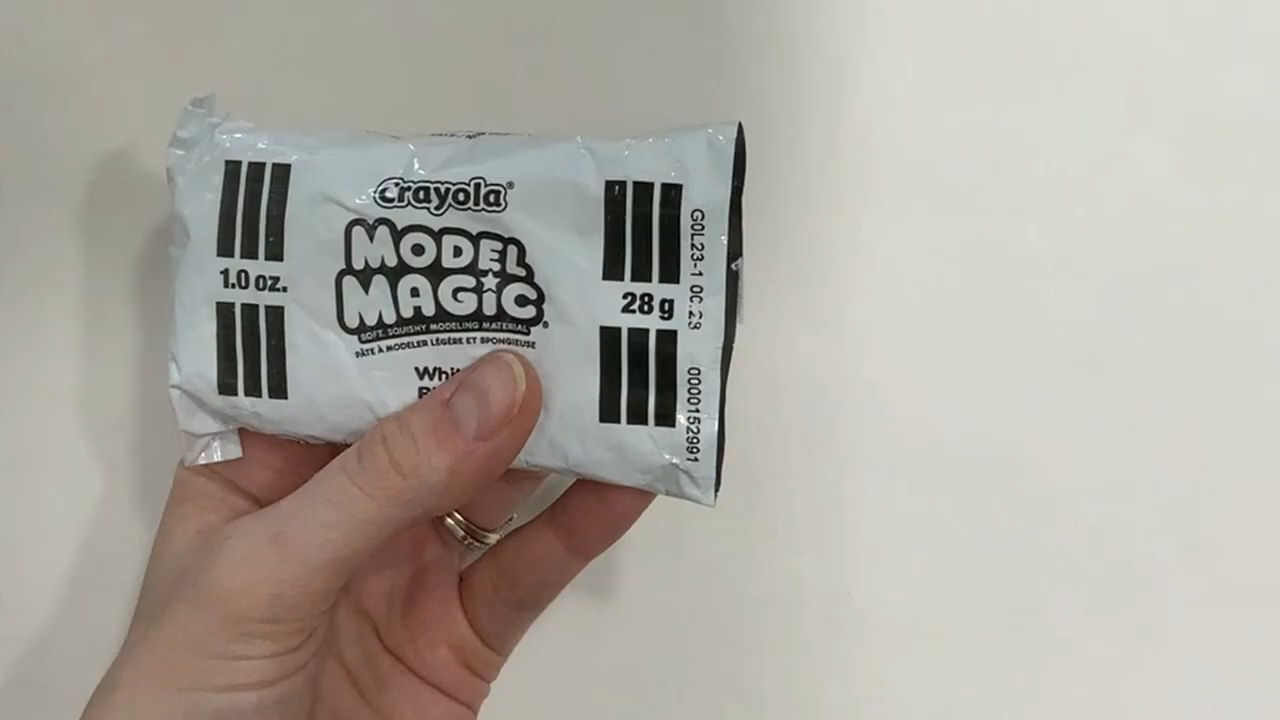 Crayola®
MODEL
MAGiC®
SOFT, SQUISHY MODELING MATERIAL
PÂTE À MODELER LÉGÈRE ET SPONGIEUSE
1.0 oz.
28 g
G0L23-1 00:23
0000152991